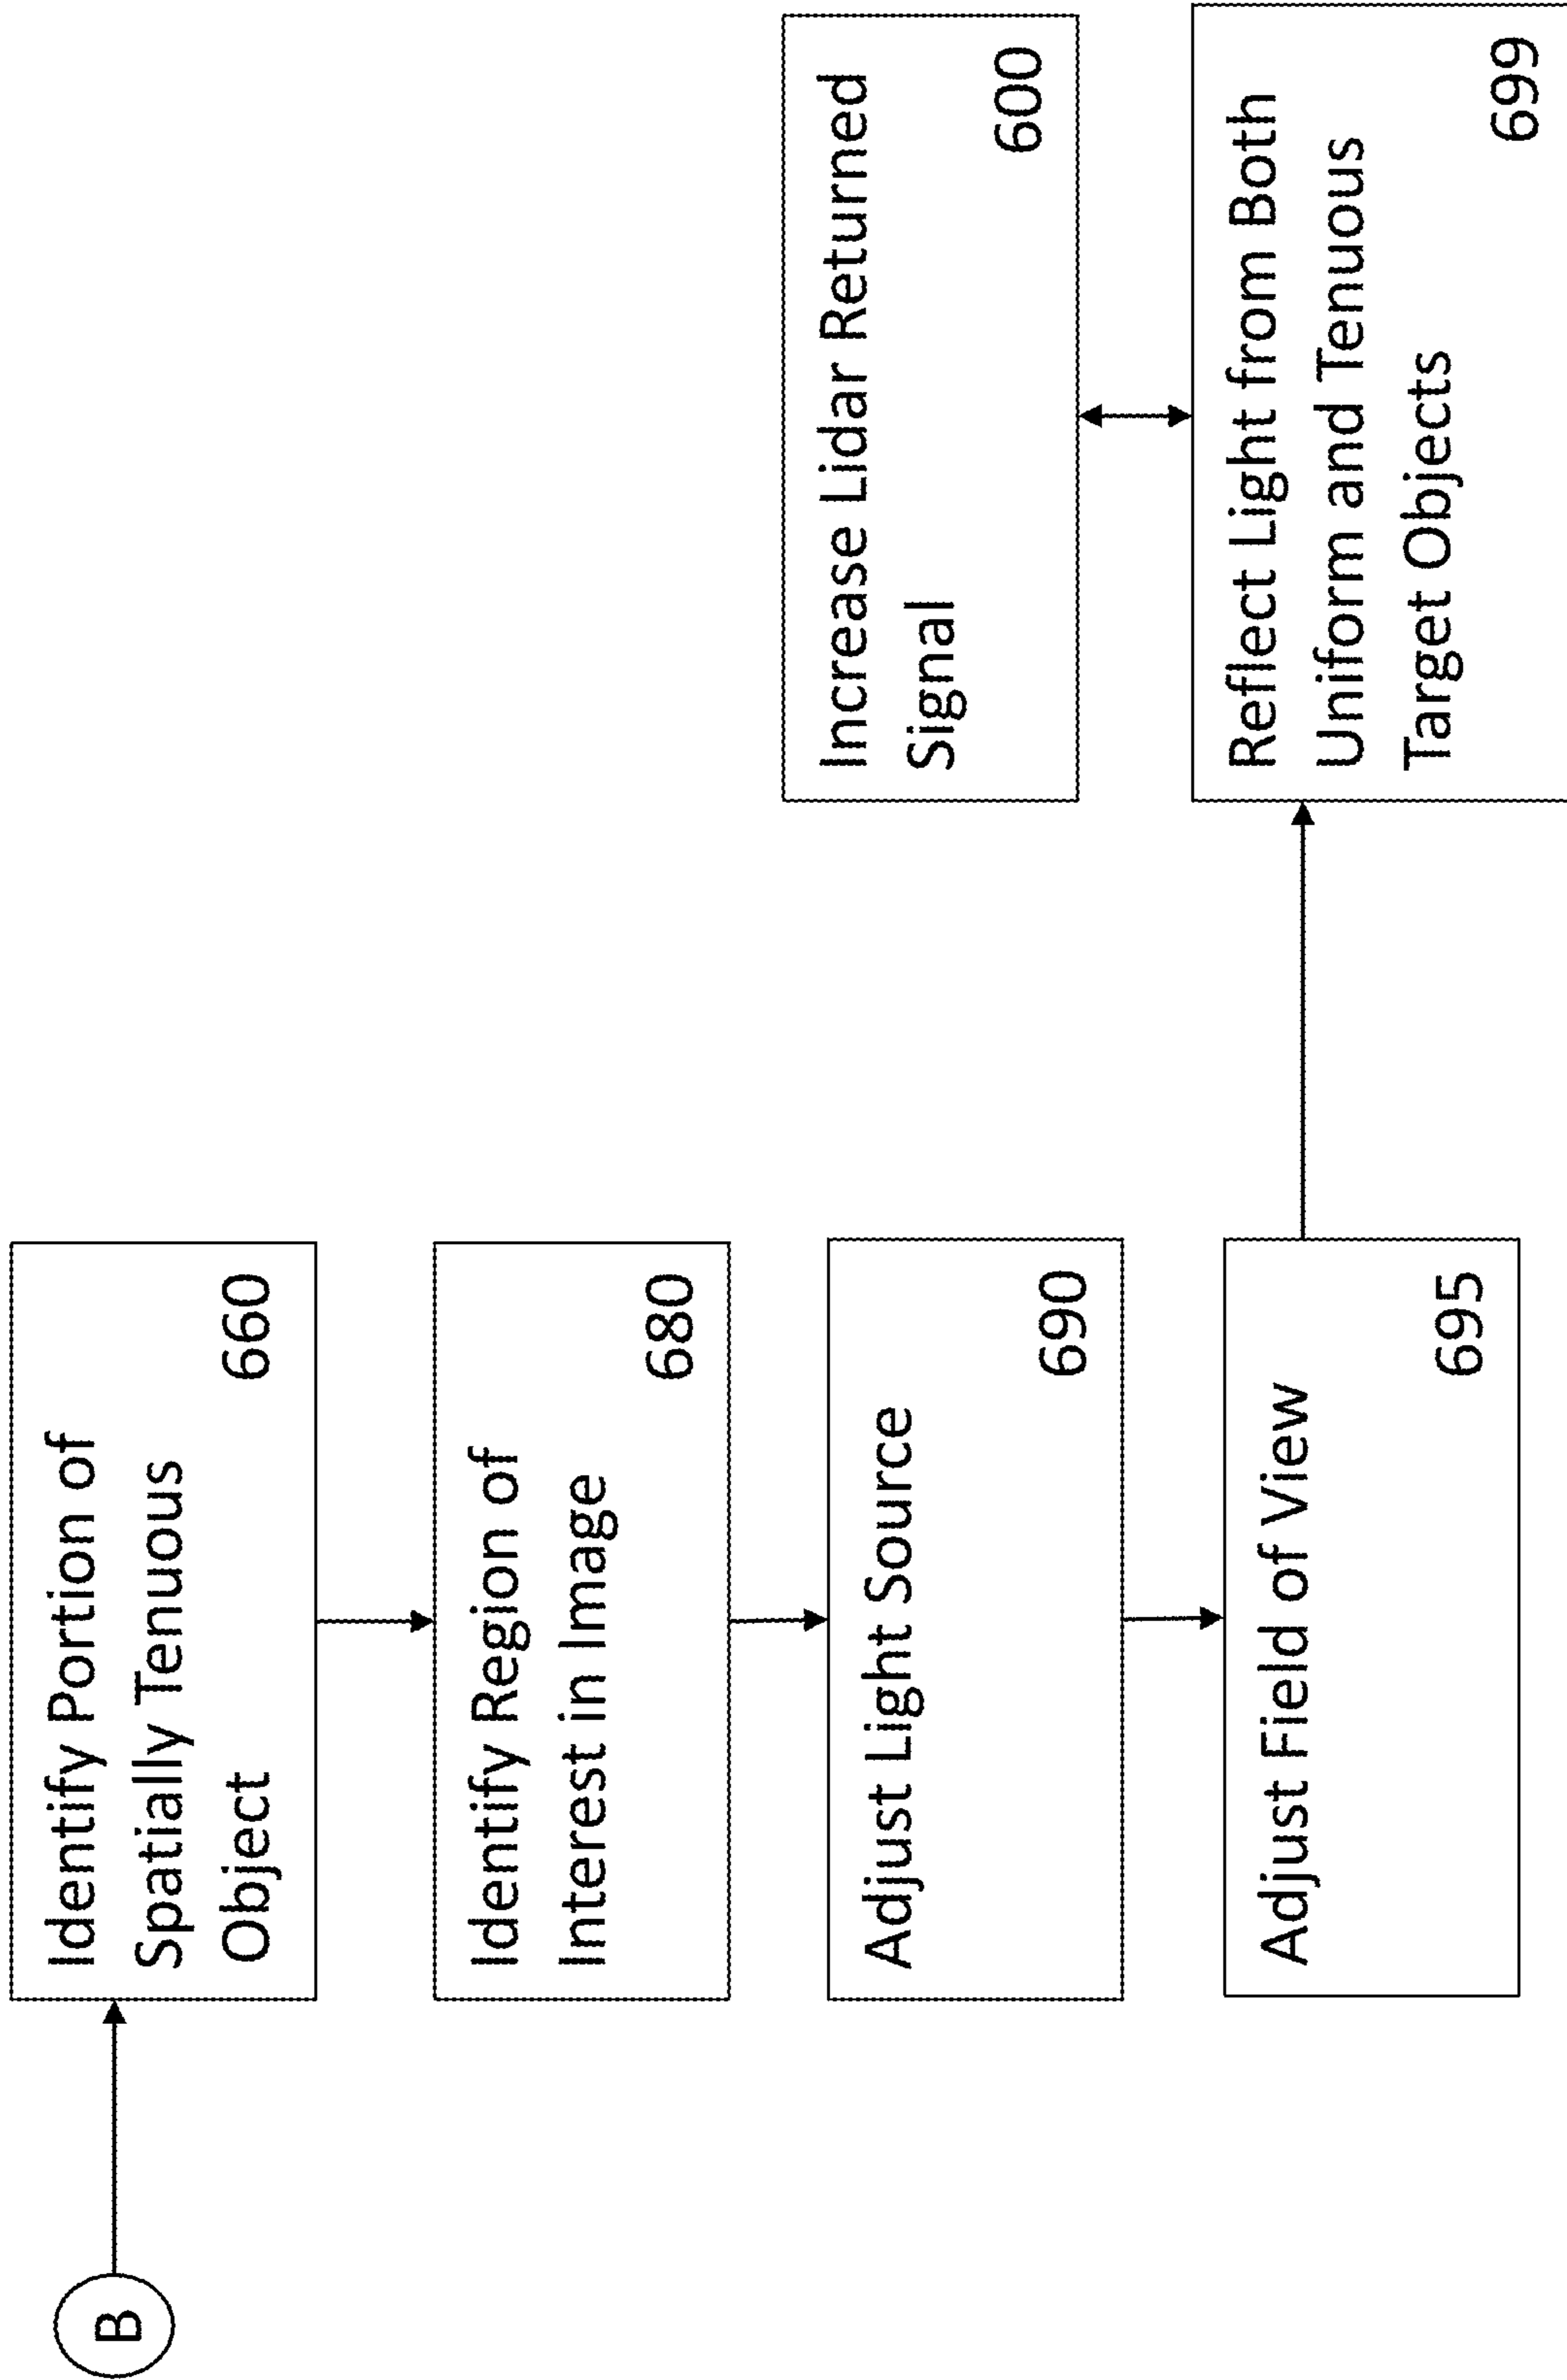 B
Identify Portion of
Spatially Tenuous
Object
660
Identify Region of
Interest in Image
680
Adjust Light Source
690
Adjust Field of View
695
Increase Lidar Returned
Signal
600
Reflect Light from Both
Uniform and Tenuous
Target Objects
699